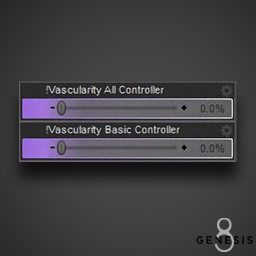 !Vascularity All Controller
- + 0.0%
!Vascularity Basic Controller
- + 0.0%
8
GENESIS